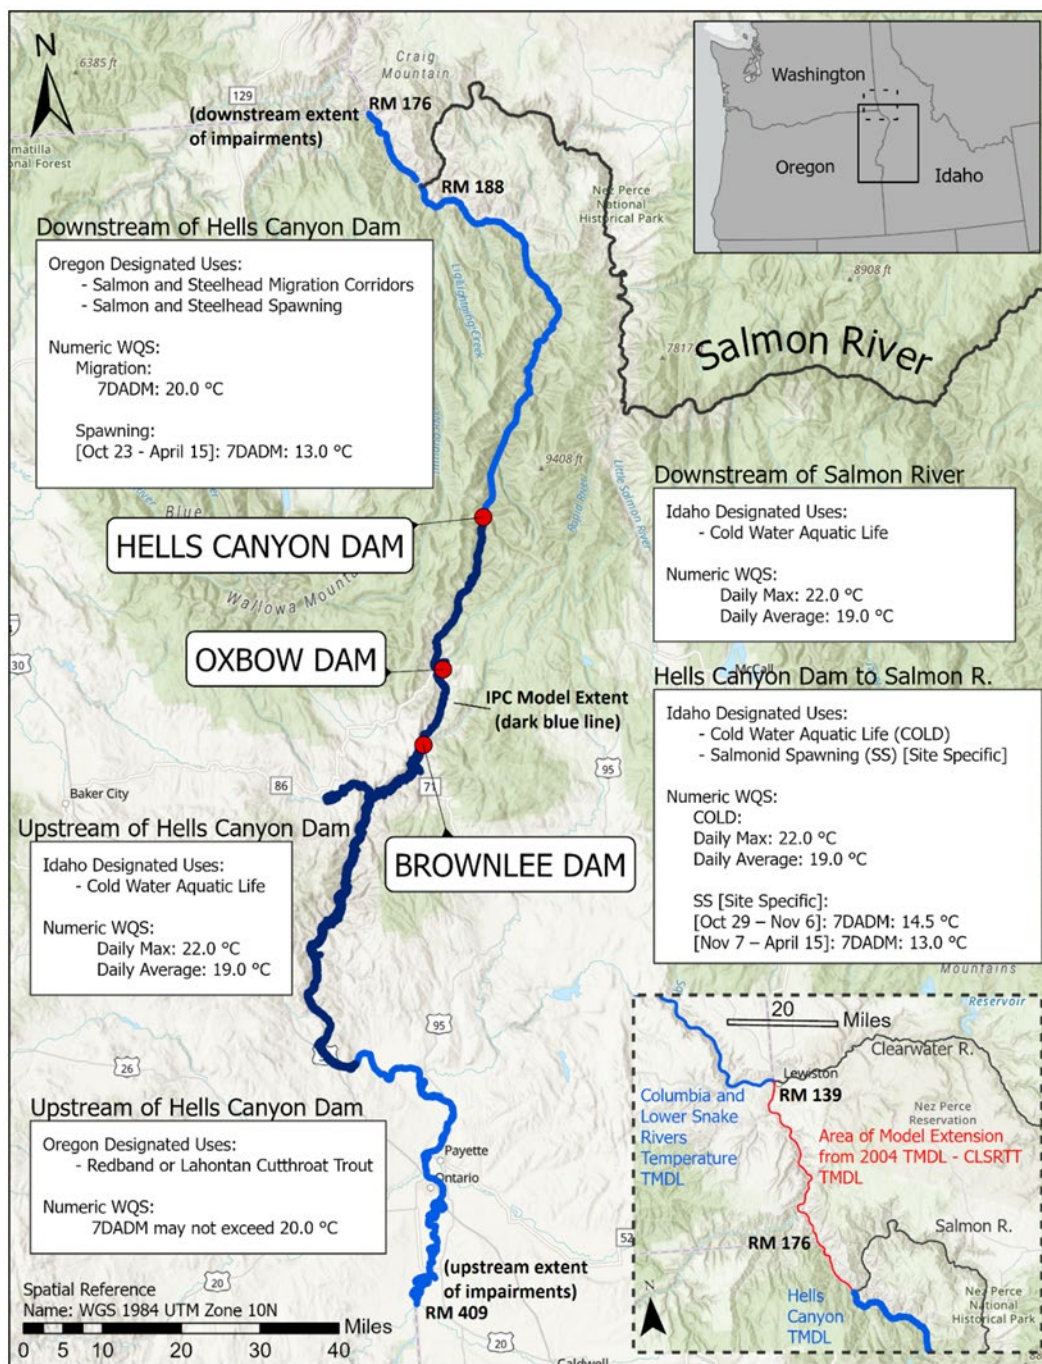 N
6385 ft
Craig
Mountain
129
RM 176
(downstream extent
of impairments)
RM 188
Nez Perce
National
Historical Park
Washington
Oregon
Idaho
8908 ft
7817
Salmon River
Downstream of Hells Canyon Dam
Oregon Designated Uses:
- Salmon and Steelhead Migration Corridors
- Salmon and Steelhead Spawning
Numeric WQS:
Migration:
7DADM: 20.0 °C
Spawning:
[Oct 23 - April 15]: 7DADM: 13.0 °C
9408 ft
Rapid River
Little Salmon River
Blue
Wallowa Mount
HELLS CANYON DAM
OXBOW DAM
30
IPC Model Extent
(dark blue line)
Downstream of Salmon River
Idaho Designated Uses:
- Cold Water Aquatic Life
Numeric WQS:
Daily Max: 22.0 °C
Daily Average: 19.0 °C
McCall
Hells Canyon Dam to Salmon R.
Idaho Designated Uses:
- Cold Water Aquatic Life (COLD)
- Salmonid Spawning (SS) [Site Specific]
Numeric WQS:
COLD:
Daily Max: 22.0 °C
Daily Average: 19.0 °C
SS [Site Specific]:
[Oct 29 – Nov 6]: 7DADM: 14.5 °C
[Nov 7 – April 15]: 7DADM: 13.0 °C
Mountains
95
86
71
Baker City
BROWNLEE DAM
Upstream of Hells Canyon Dam
Idaho Designated Uses:
- Cold Water Aquatic Life
Numeric WQS:
Daily Max: 22.0 °C
Daily Average: 19.0 °C
95
26
Upstream of Hells Canyon Dam
Oregon Designated Uses:
- Redband or Lahontan Cutthroat Trout
Numeric WQS:
7DADM may not exceed 20.0 °C
Payette
Ontario
52
(upstream extent
of impairments)
RM 409
20
20
Caldwell
Spatial Reference
Name: WGS 1984 UTM Zone 10N
Miles
0 5 10 20 30 40
20
Miles
Reservoir
Clearwater R.
Lewiston
RM 139
Columbia and
Lower Snake
Rivers
Temperature
TMDL
Nez Perce
Reservation
Area of Model Extension
from 2004 TMDL - CLSRTT
TMDL
Salmon R.
RM 176
N
Hells
Canyon
TMDL
Nez Perce
National
Historical Park